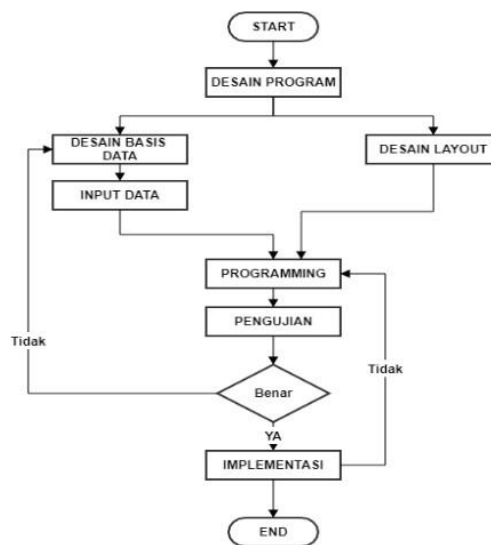 START
DESAIN PROGRAM
DESAIN BASIS
DATA
DESAIN LAYOUT
INPUT DATA
PROGRAMMING
PENGUJIAN
Tidak
Tidak
Benar
YA
IMPLEMENTASI
END